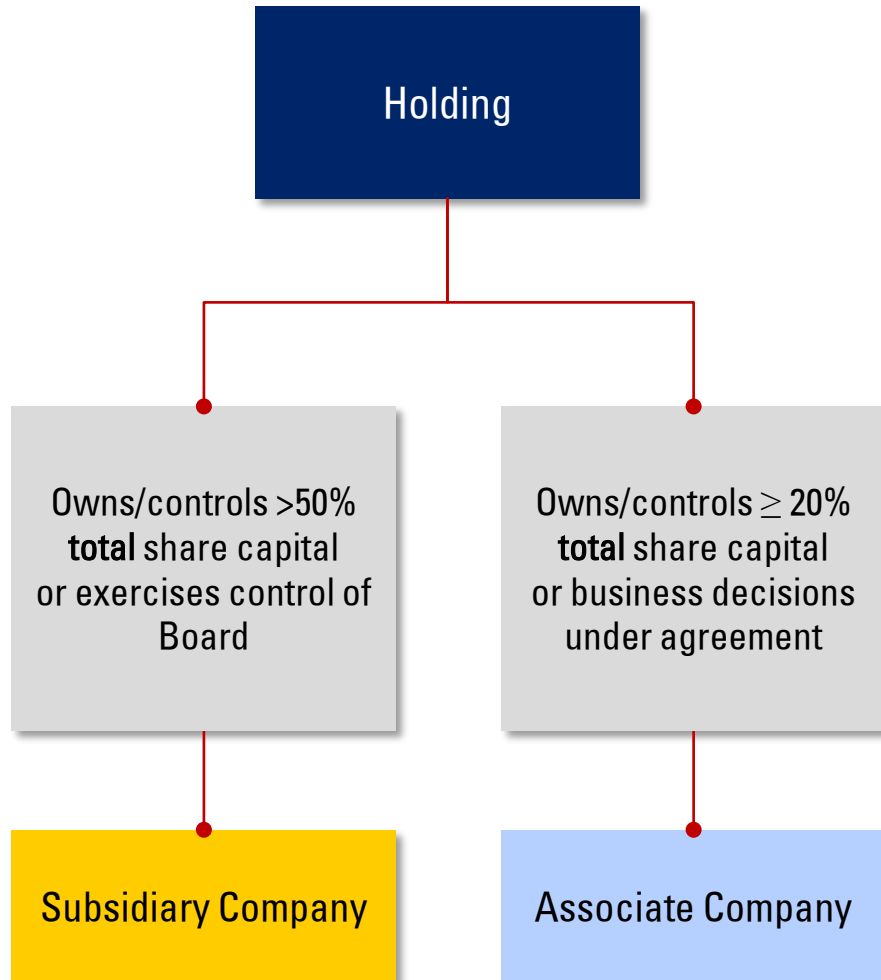 Holding
Owns/controls >50%
total share capital
or exercises control of
Board
Owns/controls ≥ 20%
total share capital
or business decisions
under agreement
Subsidiary Company
Associate Company